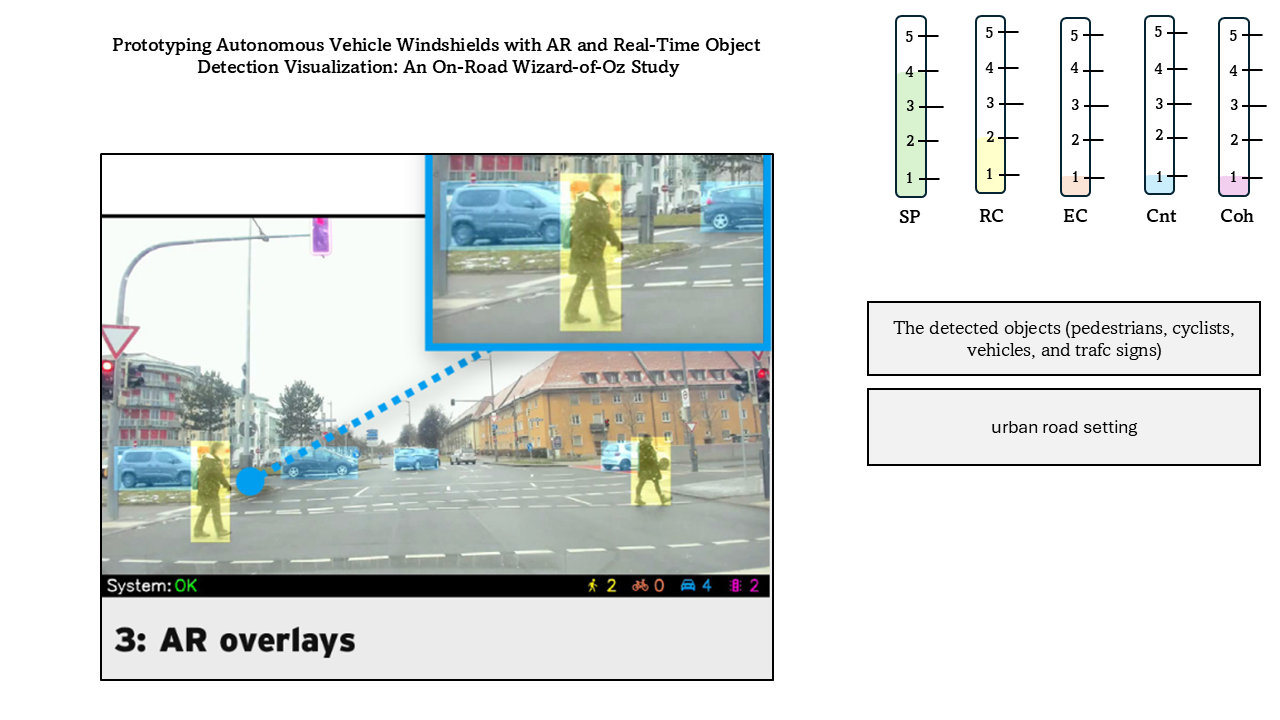 Prototyping Autonomous Vehicle Windshields with AR and Real-Time Object
Detection Visualization: An On-Road Wizard-of-Oz Study
System: OK
2
0
4
2
3: AR overlays
5
4
3
2
1
SP
5
4
3
2
1
RC
5
4
3
2
1
EC
5
4
3
2
1
Cnt
5
4
3
2
1
Coh
The detected objects (pedestrians, cyclists,
vehicles, and trafc signs)
urban road setting